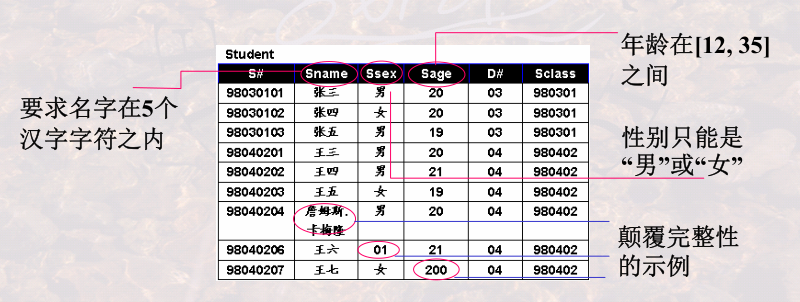 Student
S# Sname Ssex Sage D# Sclass
98030101 张三 男 20 03 980301
98030102 张四 女 20 03 980301
98030103 张五 男 19 03 980301
98040201 王三 男 20 04 980402
98040202 王四 男 21 04 980402
98040203 王五 女 19 04 980402
98040204 詹姆斯. 男 20 04 980402
卡梅隆
98040206 王六 01 21 04 980402
98040207 王七 女 200 04 980402
要求名字在5个
汉字字符之内
年龄在[12, 35]
之间
性别只能是
“男”或“女”
颠覆完整性
的示例